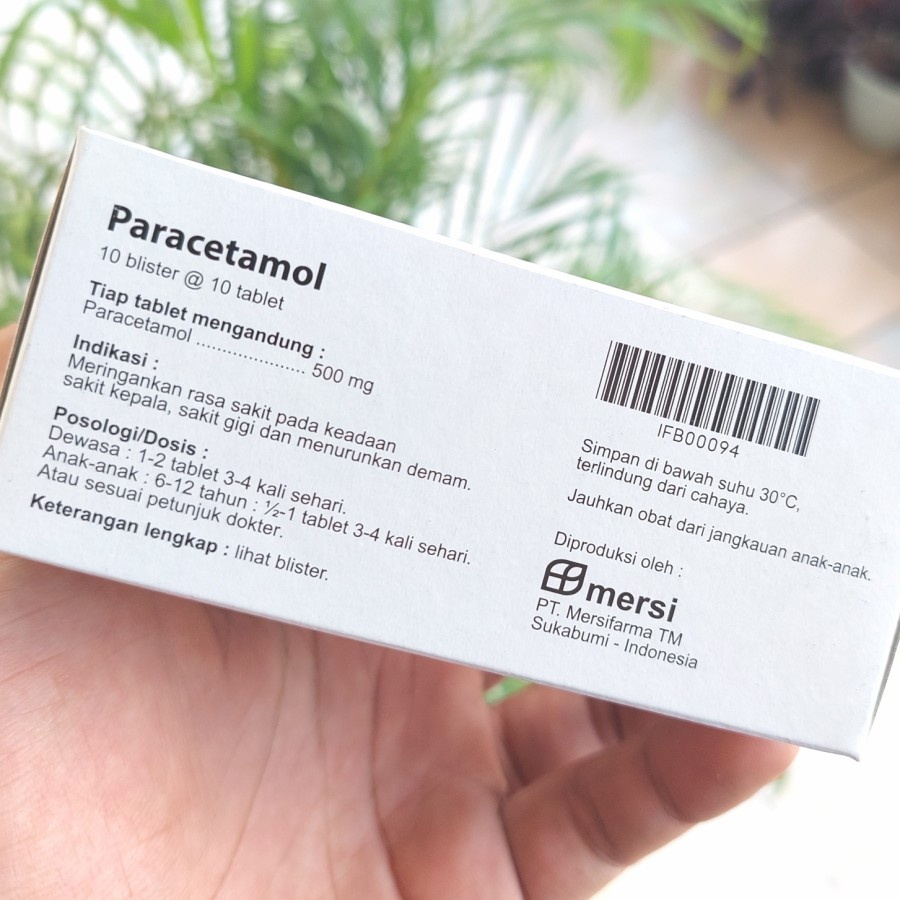 Paracetamol
10 blister @ 10 tablet
Tiap tablet mengandung :
Paracetamol ...................... 500 mg
Indikasi :
Meringankan rasa sakit pada keadaan
sakit kepala, sakit gigi dan menurunkan demam.
Posologi/Dosis :
Dewasa : 1-2 tablet 3-4 kali sehari.
Anak-anak : 6-12 tahun : ½-1 tablet 3-4 kali sehari.
Atau sesuai petunjuk dokter.
Keterangan lengkap : lihat blister.
IFB00094
Simpan di bawah suhu 30°C,
terlindung dari cahaya.
Jauhkan obat dari jangkauan anak-anak.
Diproduksi oleh :
mersi
PT. Mersifarma TM
Sukabumi - Indonesia